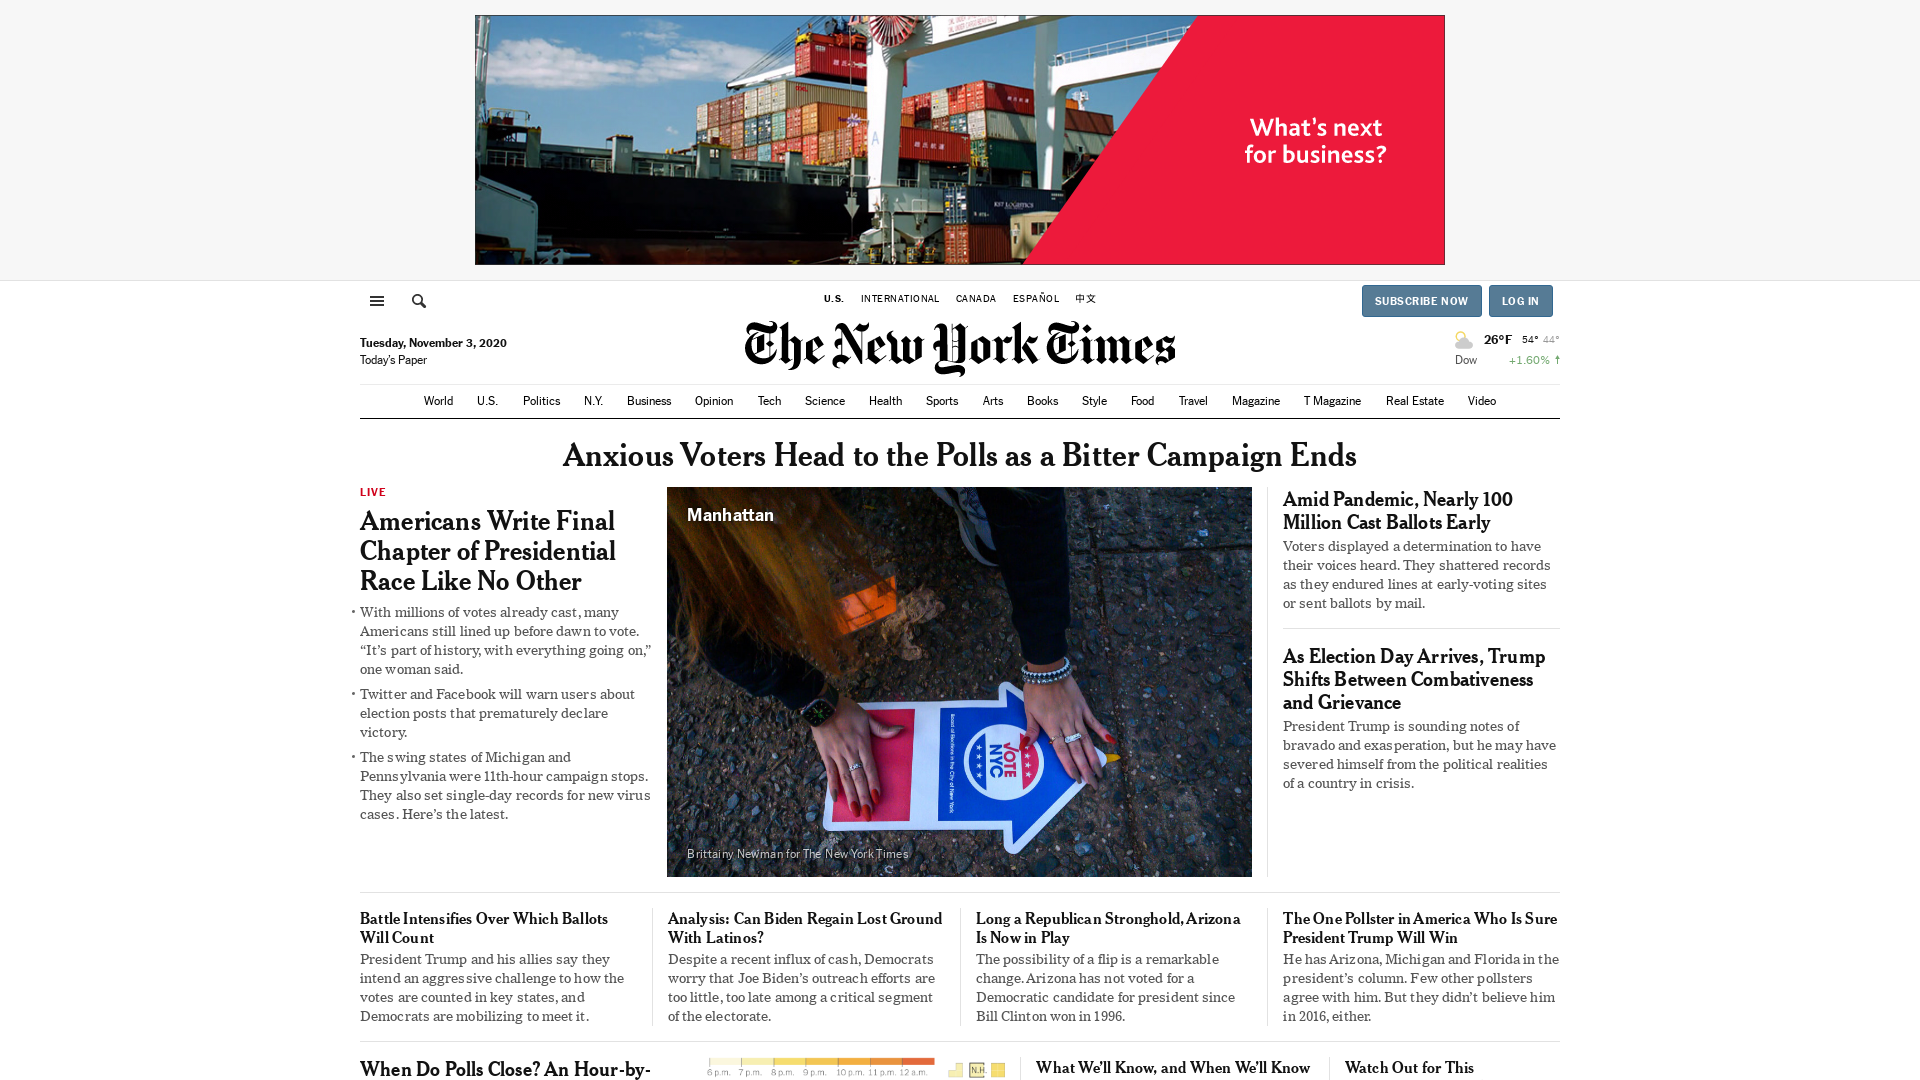 What's next
for business?
KST LOGISTICS
U.S.
INTERNATIONAL
CANADA
ESPAÑOL
中文
SUBSCRIBE NOW
LOG IN
Tuesday, November 3, 2020
Today's Paper
The New York Times
26°F 54° 44°
Dow +1.60% ↑
World
U.S.
Politics
N.Y.
Business
Opinion
Tech
Science
Health
Sports
Arts
Books
Style
Food
Travel
Magazine
T Magazine
Real Estate
Video
Anxious Voters Head to the Polls as a Bitter Campaign Ends
LIVE
Americans Write Final
Chapter of Presidential
Race Like No Other
• With millions of votes already cast, many
Americans still lined up before dawn to vote.
“It’s part of history, with everything going on,”
one woman said.
• Twitter and Facebook will warn users about
election posts that prematurely declare
victory.
• The swing states of Michigan and
Pennsylvania were 11th-hour campaign stops.
They also set single-day records for new virus
cases. Here’s the latest.
Manhattan
Board of Elections in the City of New York
VOTE
NYC
Brittainy Newman for The New York Times
Amid Pandemic, Nearly 100
Million Cast Ballots Early
Voters displayed a determination to have
their voices heard. They shattered records
as they endured lines at early-voting sites
or sent ballots by mail.
As Election Day Arrives, Trump
Shifts Between Combativeness
and Grievance
President Trump is sounding notes of
bravado and exasperation, but he may have
severed himself from the political realities
of a country in crisis.
Battle Intensifies Over Which Ballots
Will Count
President Trump and his allies say they
intend an aggressive challenge to how the
votes are counted in key states, and
Democrats are mobilizing to meet it.
Analysis: Can Biden Regain Lost Ground
With Latinos?
Despite a recent influx of cash, Democrats
worry that Joe Biden’s outreach efforts are
too little, too late among a critical segment
of the electorate.
Long a Republican Stronghold, Arizona
Is Now in Play
The possibility of a flip is a remarkable
change. Arizona has not voted for a
Democratic candidate for president since
Bill Clinton won in 1996.
The One Pollster in America Who Is Sure
President Trump Will Win
He has Arizona, Michigan and Florida in the
president’s column. Few other pollsters
agree with him. But they didn’t believe him
in 2016, either.
When Do Polls Close? An Hour-by-
6 p.m. 7 p.m. 8 p.m. 9 p.m. 10 p.m. 11 p.m. 12 a.m.
N.H.
What We’ll Know, and When We’ll Know
Watch Out for This